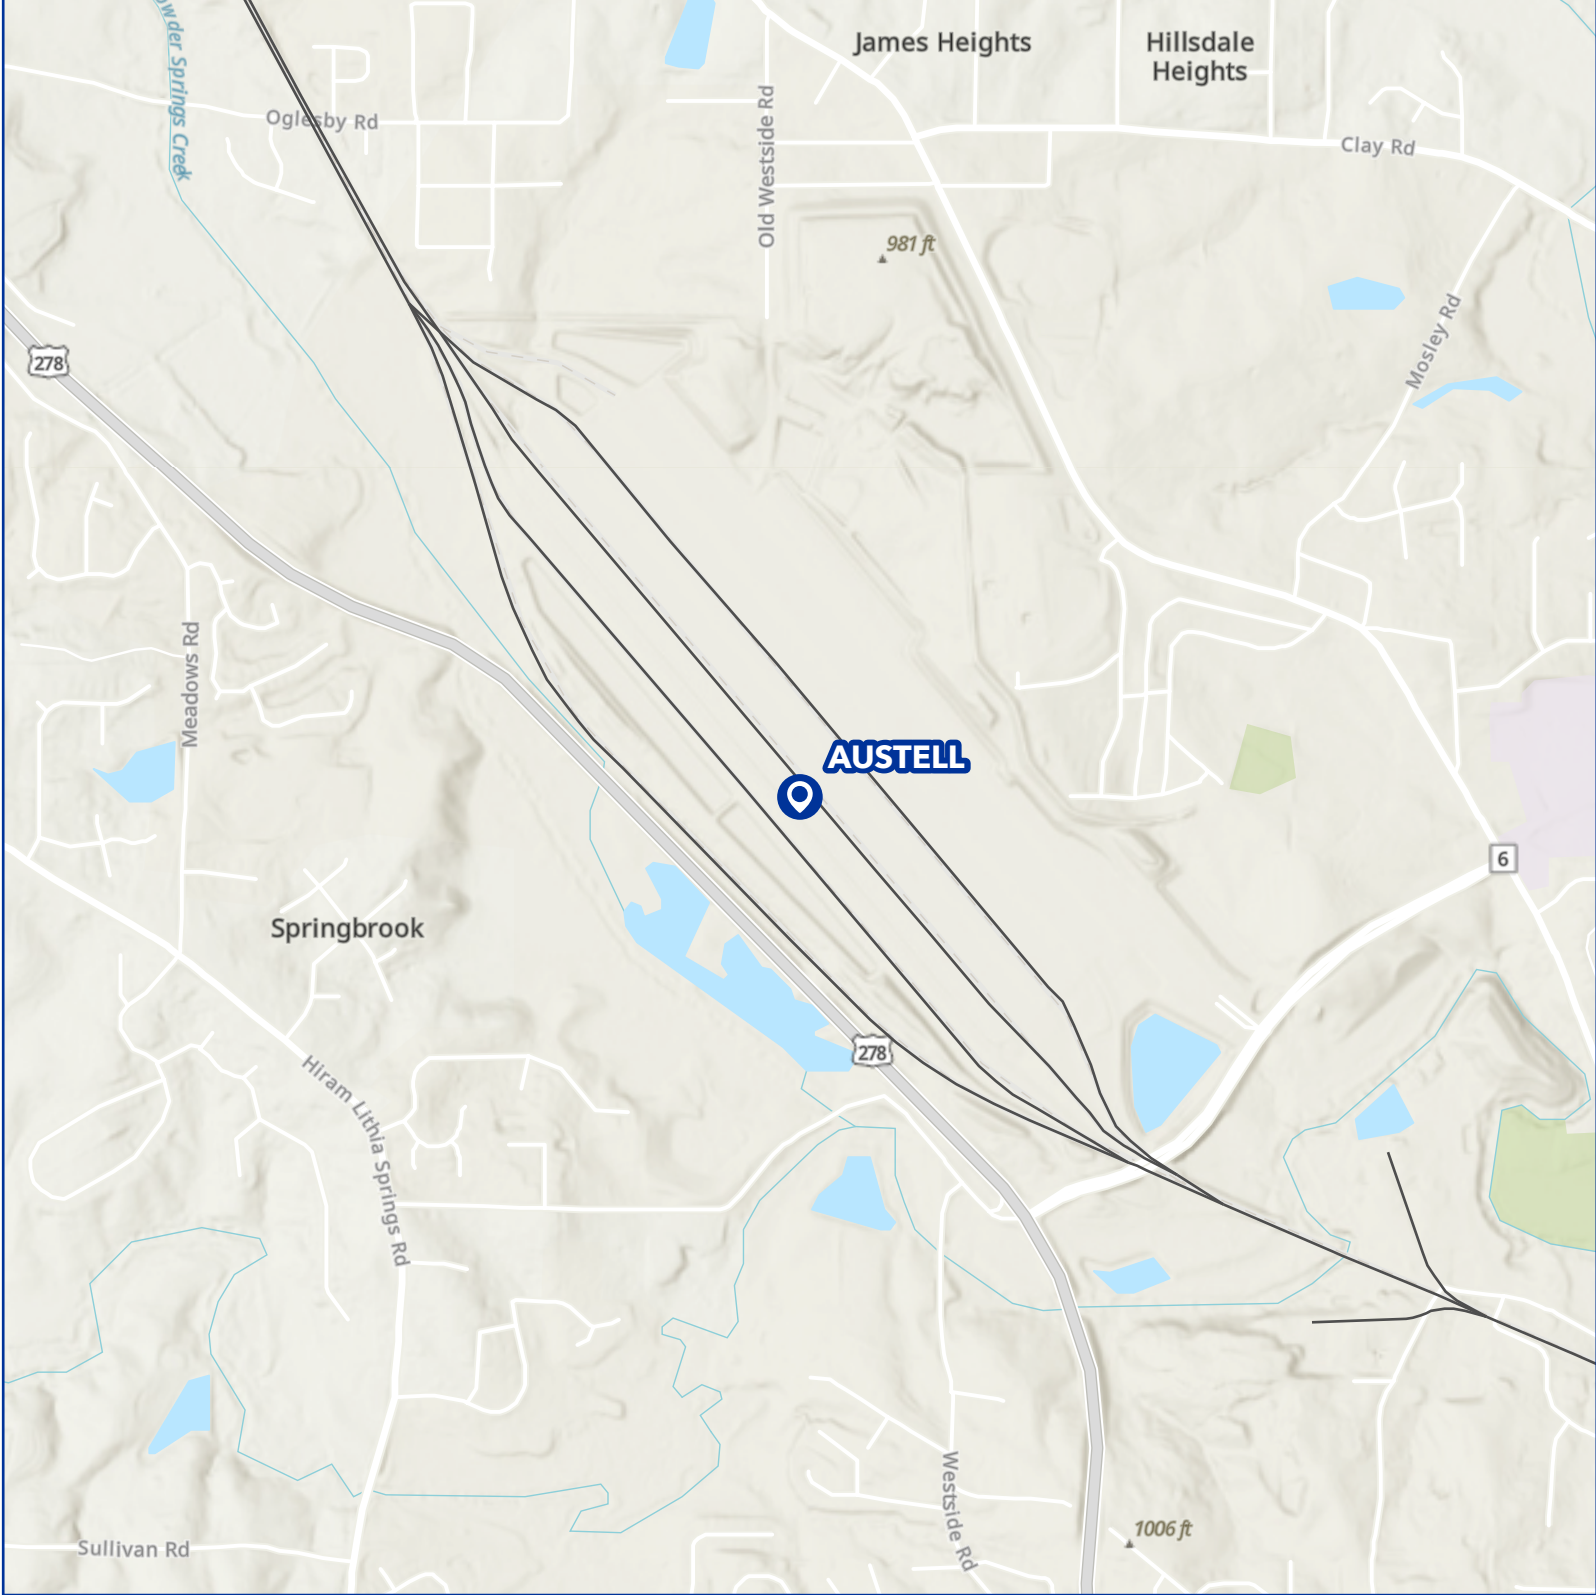 James Heights
Hillsdale
Heights
Powder Springs Creek
Oglesby Rd
Old Westside Rd
Clay Rd
981 ft
Mosley Rd
278
Meadows Rd
AUSTELL
6
Springbrook
278
Hiram Lithia Springs Rd
Westside Rd
1006 ft
Sullivan Rd